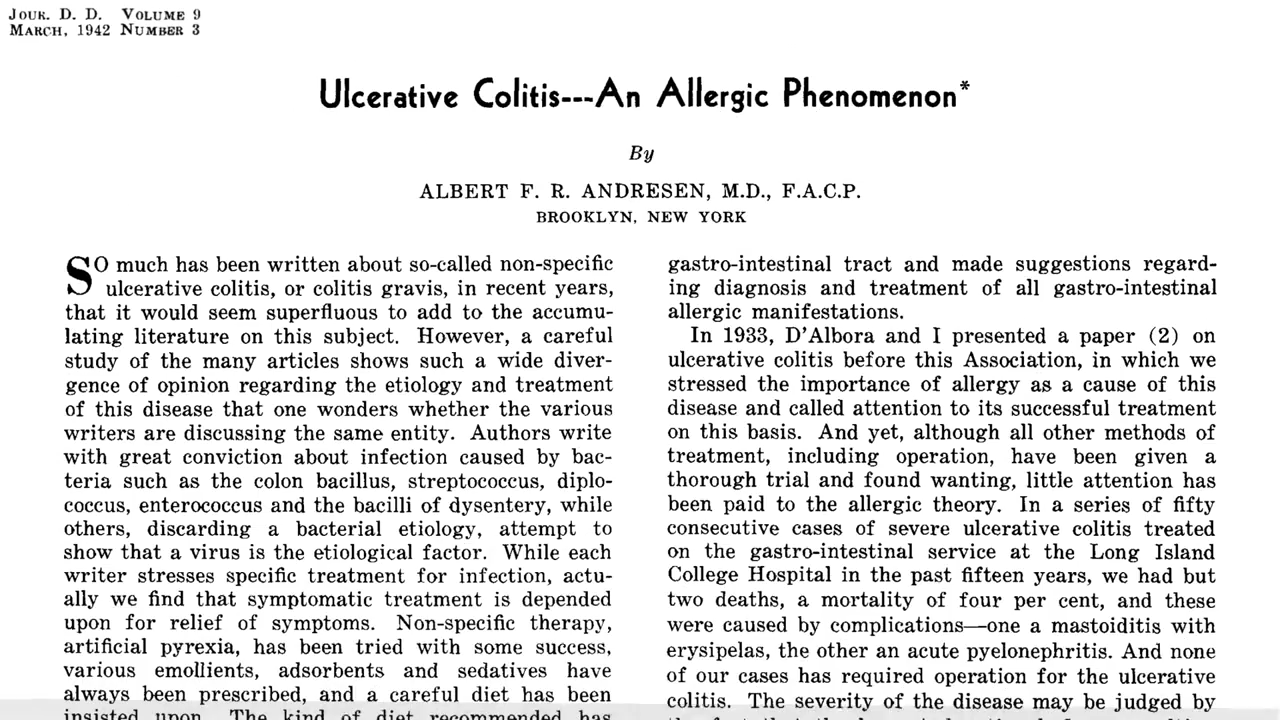 JOUR. D. D. VOLUME 9
MARCH, 1942 NUMBER 3
Ulcerative Colitis---An Allergic Phenomenon*
By
ALBERT F. R. ANDRESEN, M.D., F.A.C.P.
BROOKLYN, NEW YORK
SO much has been written about so-called non-specific
ulcerative colitis, or colitis gravis, in recent years,
that it would seem superfluous to add to the accumu-
lating literature on this subject. However, a careful
study of the many articles shows such a wide diver-
gence of opinion regarding the etiology and treatment
of this disease that one wonders whether the various
writers are discussing the same entity. Authors write
with great conviction about infection caused by bac-
teria such as the colon bacillus, streptococcus, diplo-
coccus, enterococcus and the bacilli of dysentery, while
others, discarding a bacterial etiology, attempt to
show that a virus is the etiological factor. While each
writer stresses specific treatment for infection, actu-
ally we find that symptomatic treatment is depended
upon for relief of symptoms. Non-specific therapy,
artificial pyrexia, has been tried with some success,
various emollients, adsorbents and sedatives have
always been prescribed, and a careful diet has been
insisted upon. The kind of diet recommended has
gastro-intestinal tract and made suggestions regard-
ing diagnosis and treatment of all gastro-intestinal
allergic manifestations.
In 1933, D'Albora and I presented a paper (2) on
ulcerative colitis before this Association, in which we
stressed the importance of allergy as a cause of this
disease and called attention to its successful treatment
on this basis. And yet, although all other methods of
treatment, including operation, have been given a
thorough trial and found wanting, little attention has
been paid to the allergic theory. In a series of fifty
consecutive cases of severe ulcerative colitis treated
on the gastro-intestinal service at the Long Island
College Hospital in the past fifteen years, we had but
two deaths, a mortality of four per cent, and these
were caused by complications—one a mastoiditis with
erysipelas, the other an acute pyelonephritis. And none
of our cases has required operation for the ulcerative
colitis. The severity of the disease may be judged by